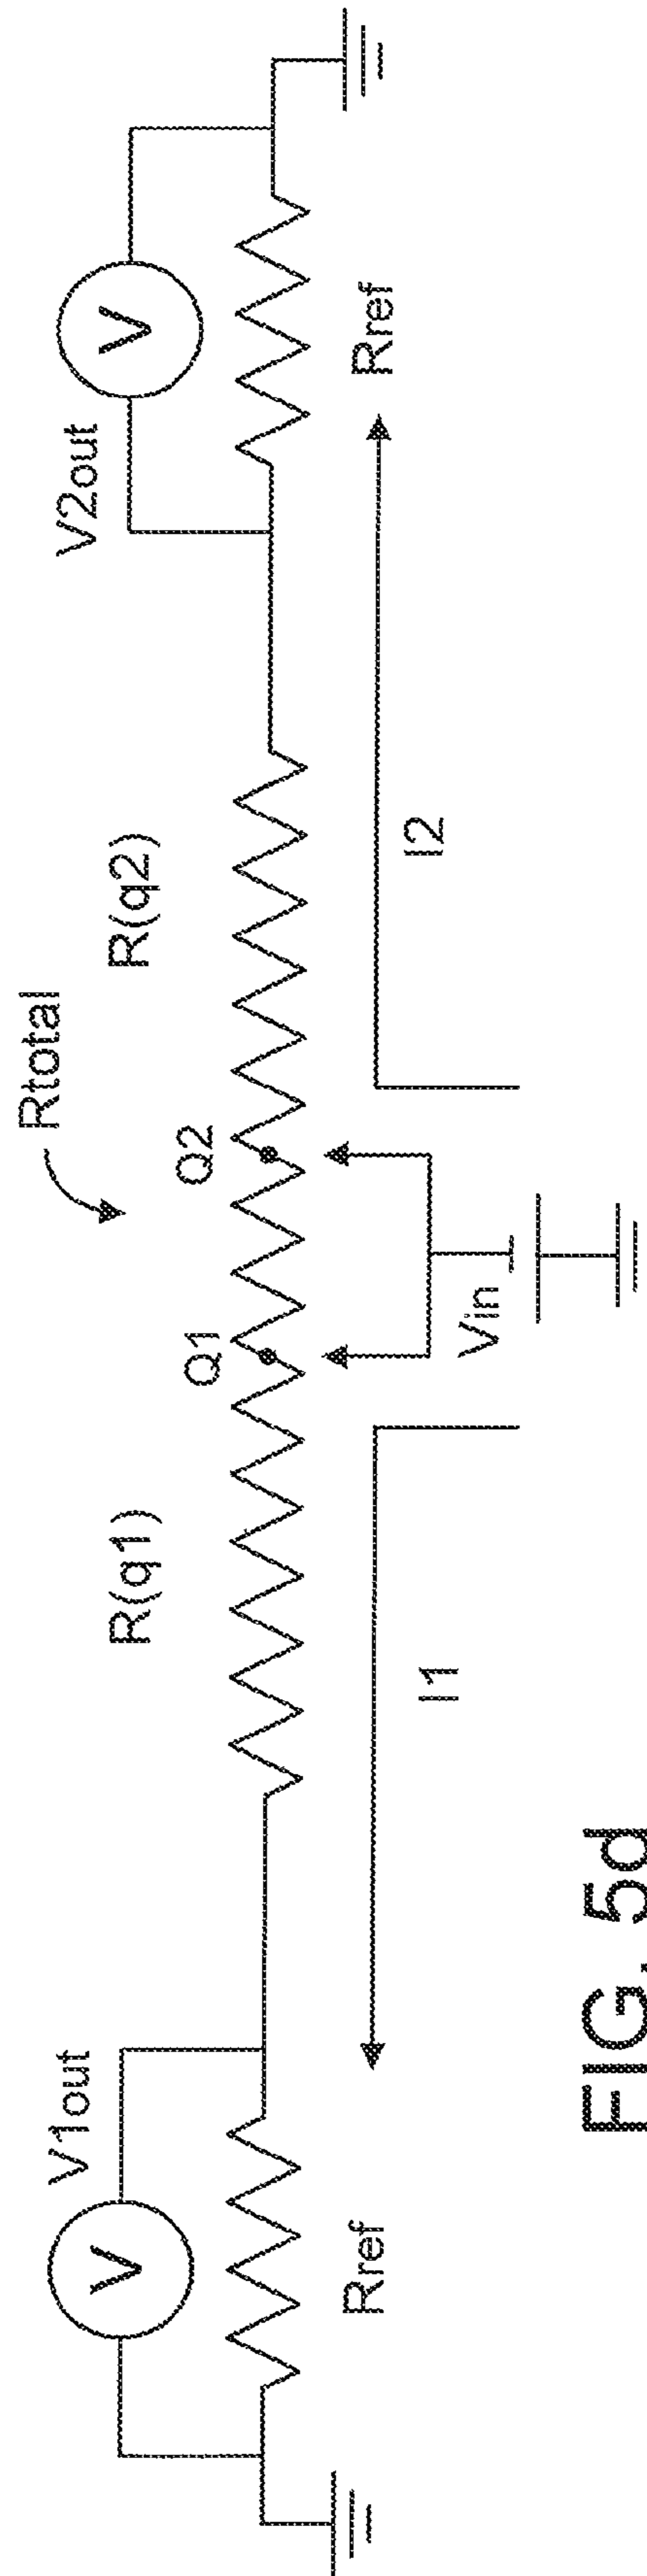 Rtotal
V1out
R(q1)
Q1
Q2
R(q2)
V2out
V
V
Rref
I1
Vin
I2
Rref
FIG. 5d